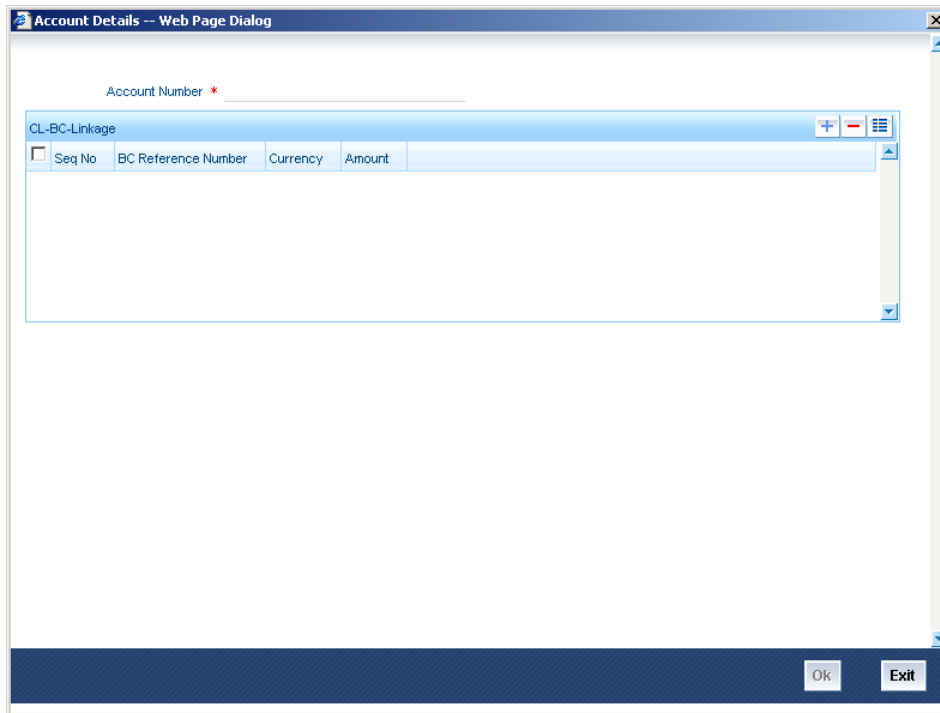 Account Details -- Web Page Dialog
Account Number *
CL-BC-Linkage
Seq No BC Reference Number Currency Amount
Ok Exit